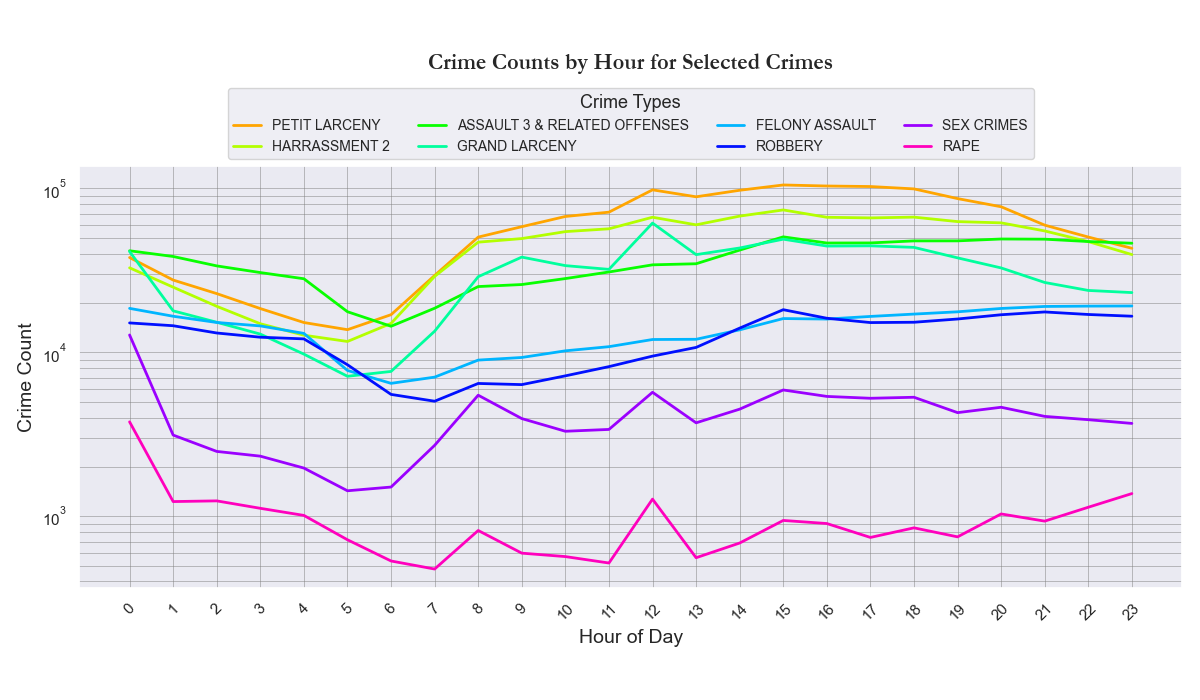 Crime Counts by Hour for Selected Crimes
Crime Types
PETIT LARCENY ASSAULT 3 & RELATED OFFENSES FELONY ASSAULT SEX CRIMES
HARRASSMENT 2 GRAND LARCENY ROBBERY RAPE
10^5
10^4
10^3
Crime Count
0 1 2 3 4 5 6 7 8 9 10 11 12 13 14 15 16 17 18 19 20 21 22 23
Hour of Day